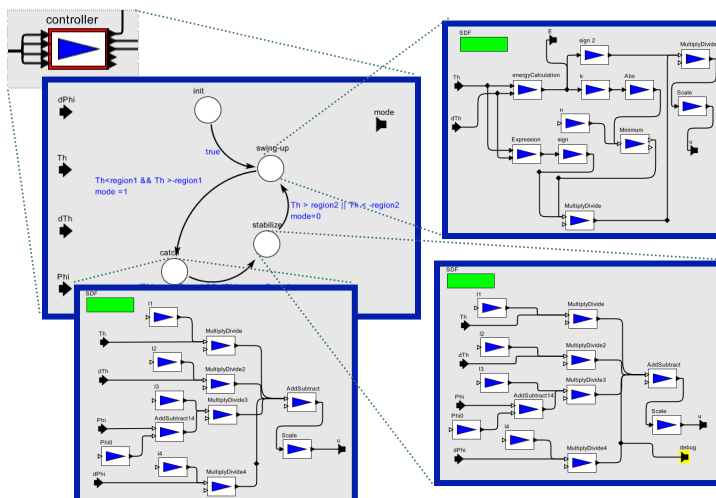 controller
init
dPhi
mode
true
swing-up
Th
Th<region1 && Th >-region1
mode =1
Th > region2 || Th < -region2
mode=0
dTh
stabilize
catch
Phi
SDF
E
sign 2
MultiplyDivide
Th
energyCalculation
k
Abs
Scale
dTh
n
Minimum
Expression
sign
u
MultiplyDivide
SDF
I1
Th
MultiplyDivide
I2
dTh
MultiplyDivide2
I3
AddSubtract
MultiplyDivide3
Phi
AddSubtract14
Phi0
Scale
u
I4
dPhi
MultiplyDivide4
SDF
I1
MultiplyDivide
Th
I2
MultiplyDivide2
dTh
I3
AddSubtract
MultiplyDivide3
Phi
AddSubtract14
Phi0
Scale
u
I4
MultiplyDivide4
debug
dPhi